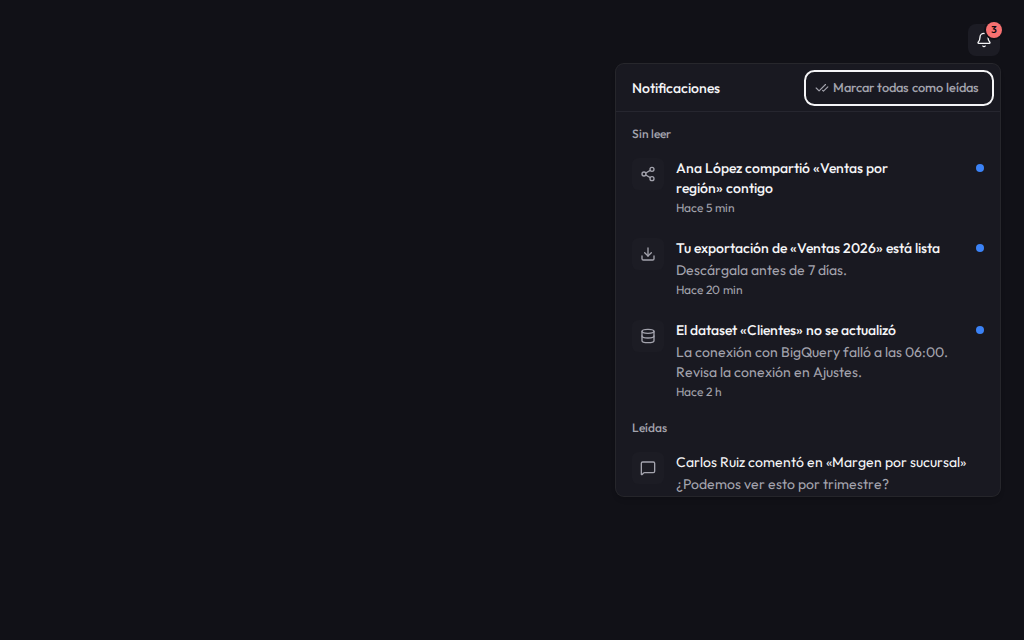 3
Notificaciones
Marcar todas como leídas
Sin leer
Ana López compartió «Ventas por
región» contigo
Hace 5 min
Tu exportación de «Ventas 2026» está lista
Descárgala antes de 7 días.
Hace 20 min
El dataset «Clientes» no se actualizó
La conexión con BigQuery falló a las 06:00.
Revisa la conexión en Ajustes.
Hace 2 h
Leídas
Carlos Ruiz comentó en «Margen por sucursal»
¿Podemos ver esto por trimestre?